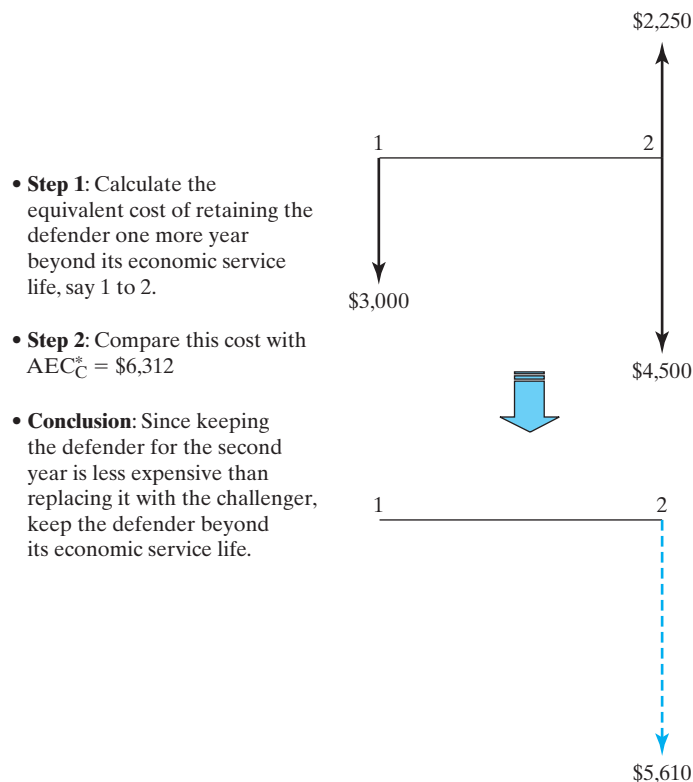 $2,250
1
2
• Step 1: Calculate the
equivalent cost of retaining the
defender one more year
beyond its economic service
life, say 1 to 2.
$3,000
• Step 2: Compare this cost with
AEC*C = $6,312
$4,500
• Conclusion: Since keeping
the defender for the second
year is less expensive than
replacing it with the challenger,
keep the defender beyond
its economic service life.
1
2
$5,610